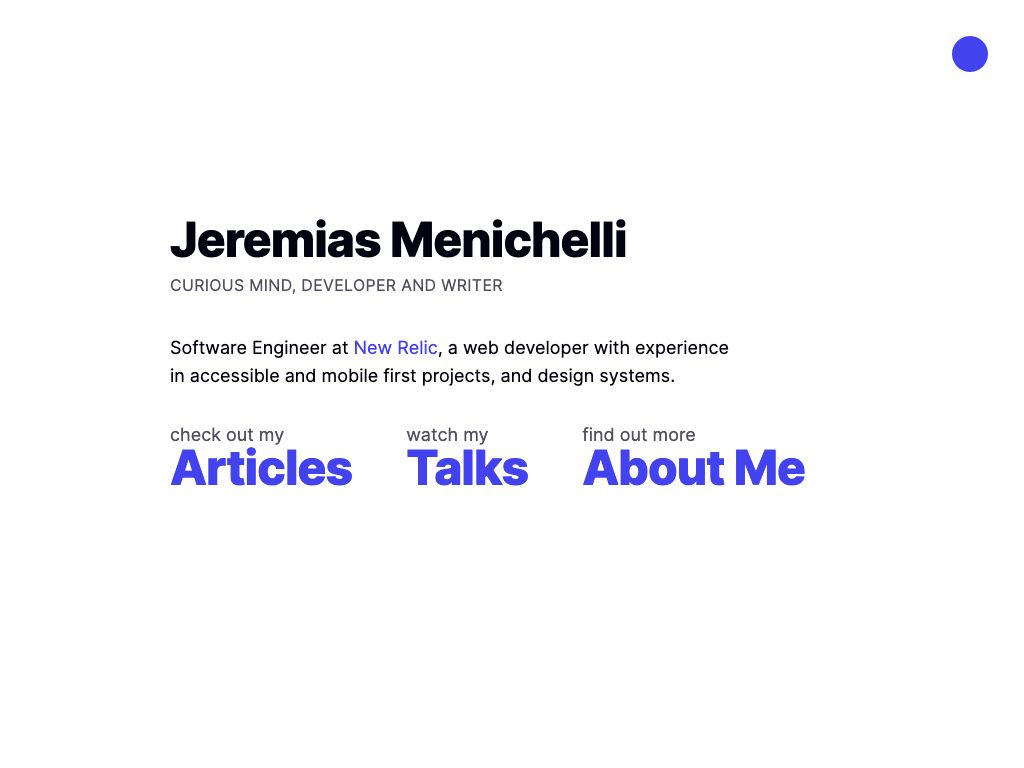 Jeremias Menichelli
CURIOUS MIND, DEVELOPER AND WRITER
Software Engineer at New Relic, a web developer with experience
in accessible and mobile first projects, and design systems.
check out my
Articles
watch my
Talks
find out more
About Me